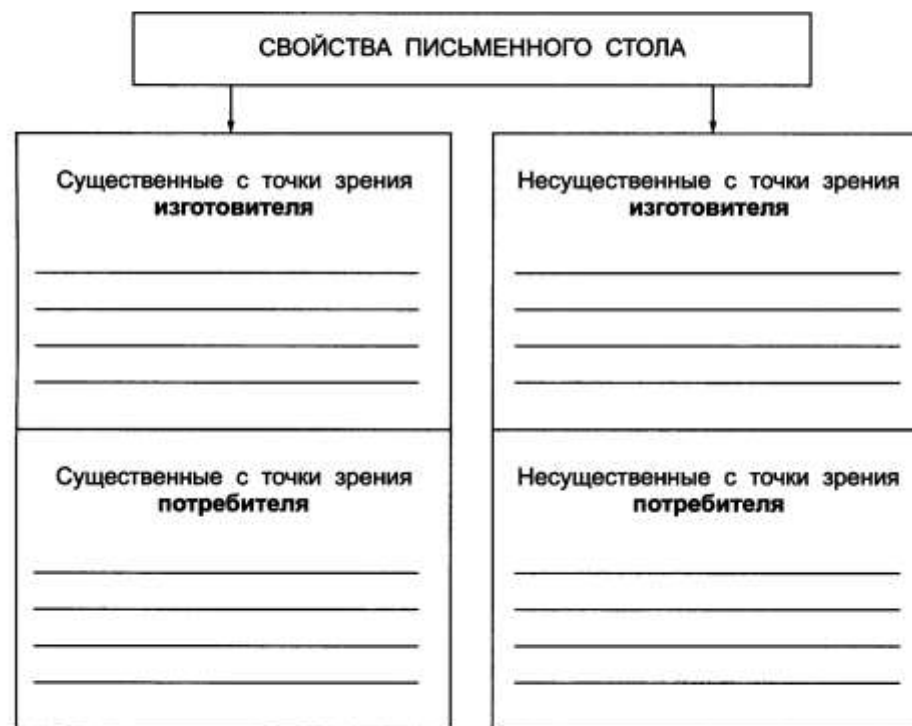 СВОЙСТВА ПИСЬМЕННОГО СТОЛА
Существенные с точки зрения
изготовителя
Несущественные с точки зрения
изготовителя
Существенные с точки зрения
потребителя
Несущественные с точки зрения
потребителя